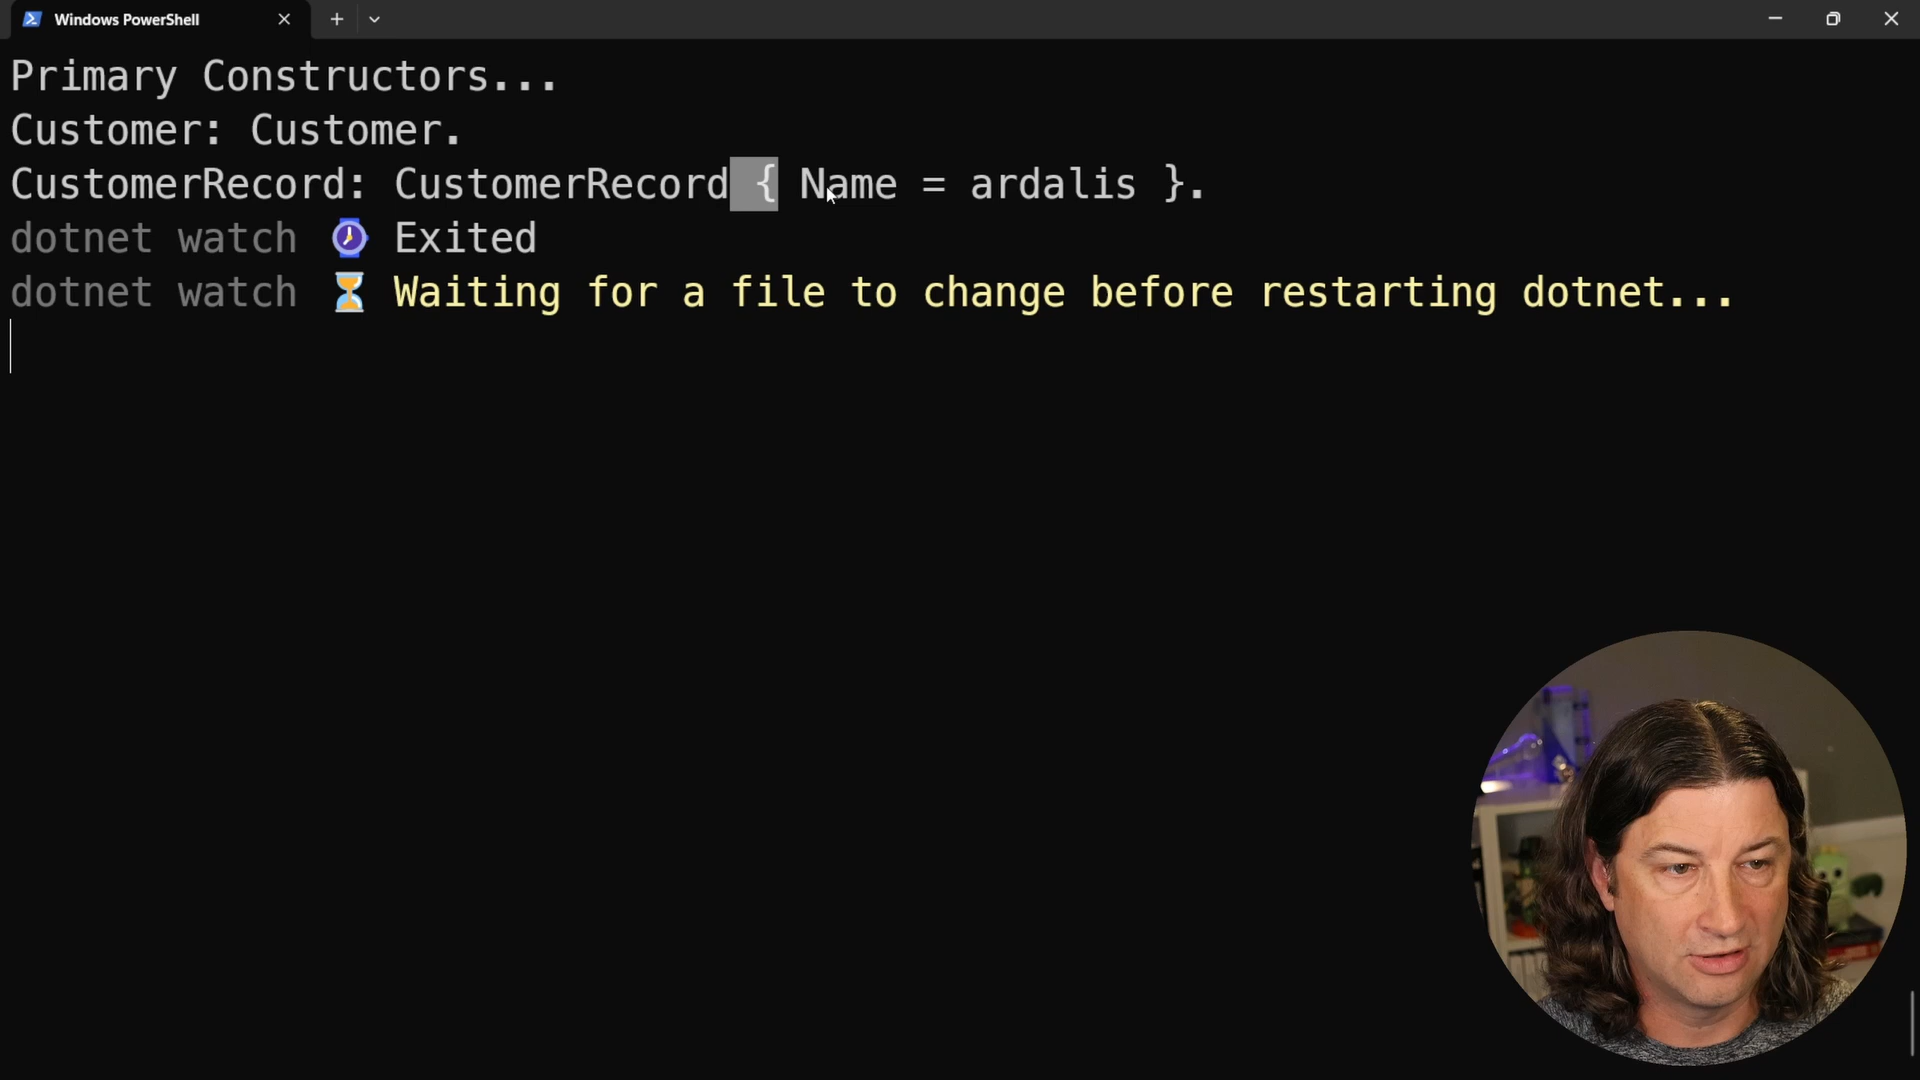 Windows PowerShell
Primary Constructors...
Customer: Customer.
CustomerRecord: CustomerRecord { Name = ardalis }.
dotnet watch ⌚ Exited
dotnet watch ⏳ Waiting for a file to change before restarting dotnet...